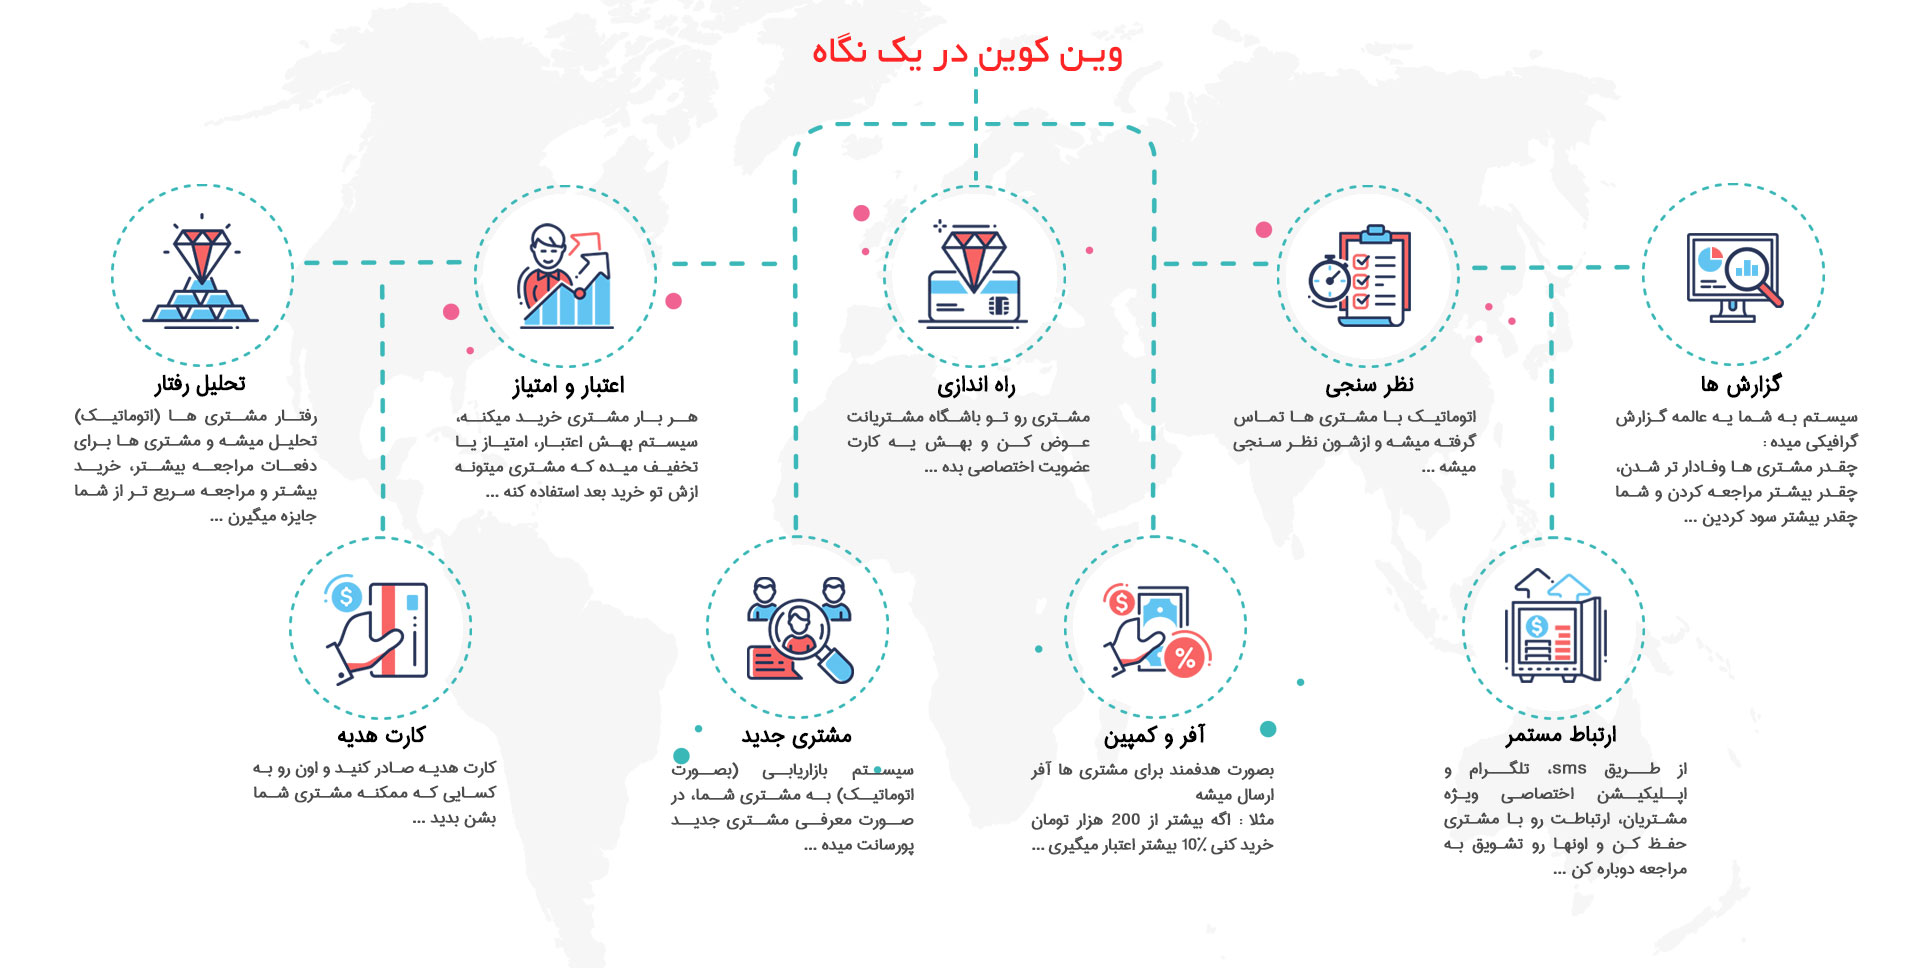 وین کوین در یک نگاه
گزارش ها
سیستم به شما یه عالمه گزارش
گرافیکی میده :
چقدر مشتری ها وفادار تر شدن،
چقدر بیشتر مراجعه کردن و شما
چقدر بیشتر سود کردین ...
نظر سنجی
اتوماتیک با مشتری ها تماس
گرفته میشه و ازشون نظر سنجی
میشه ...
راه اندازی
مشتری رو تو باشگاه مشتریانت
عوض کن و بهش یه کارت
عضویت اختصاصی بده ...
اعتبار و امتیاز
هر بار مشتری خرید میکنه،
سیستم بهش اعتبار، امتیاز یا
تخفیف میده که مشتری میتونه
ازش تو خرید بعد استفاده کنه ...
تحلیل رفتار
رفتار مشتری ها (اتوماتیک)
تحلیل میشه و مشتری ها برای
دفعات مراجعه بیشتر، خرید
بیشتر و مراجعه سریع تر از شما
جایزه میگیرن ...
ارتباط مستمر
از طریق sms، تلگرام و
اپلیکیشن اختصاصی ویژه
مشتریان، ارتباطت رو با مشتری
حفظ کن و اونها رو تشویق به
مراجعه دوباره کن ...
آفر و کمپین
بصورت هدفمند برای مشتری ها آفر
ارسال میشه
مثلا : اگه بیشتر از 200 هزار تومان
خرید کنی 10% بیشتر اعتبار میگیری ...
مشتری جدید
سیستم بازاریابی (بصورت
اتوماتیک) به مشتری شما، در
صورت معرفی مشتری جدید
پورسانت میده ...
کارت هدیه
کارت هدیه صادر کنید و اون رو به
کسایی که ممکنه مشتری شما
بشن بدید ...